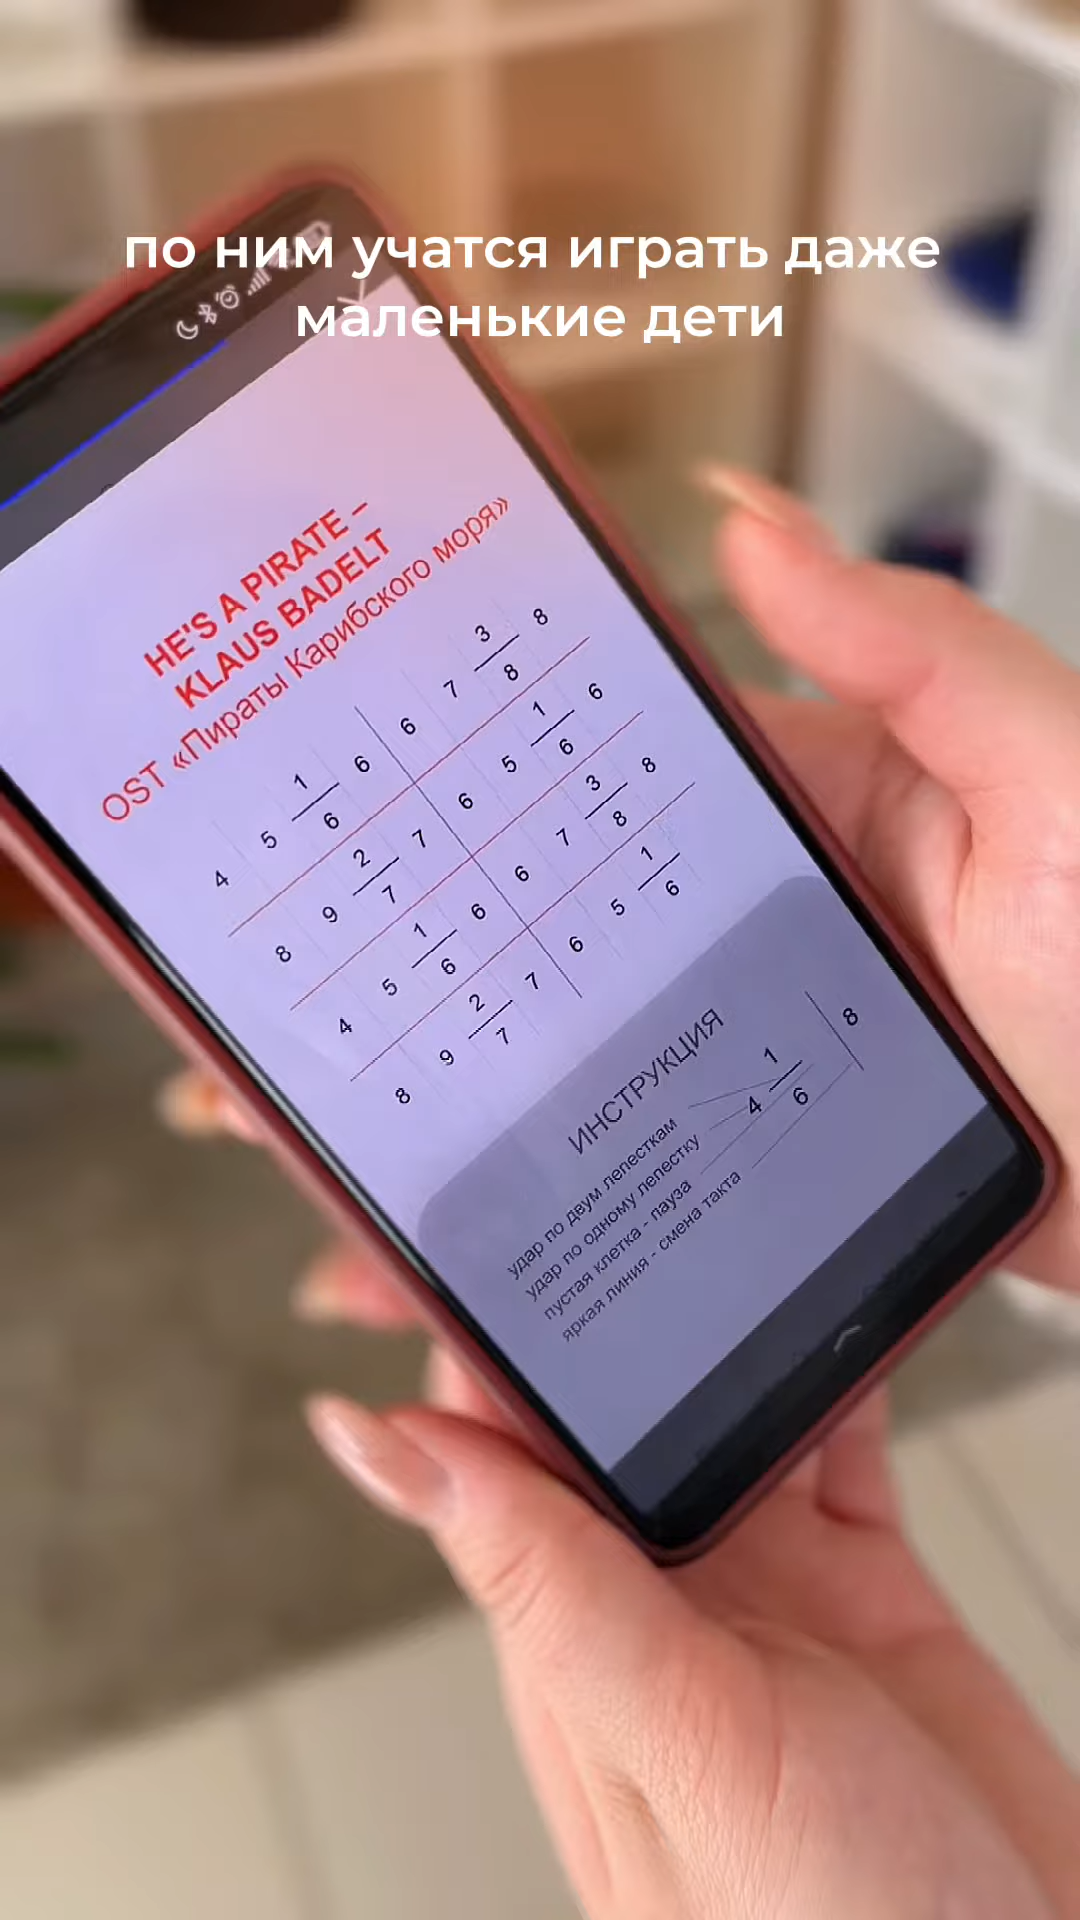 по ним учатся играть даже
маленькие дети
HE'S A PIRATE –
KLAUS BADELT
OST «Пираты Карибского моря»
4 5 1/6 6 6 7 3/8 8
8 9 2/7 7 6 5 1/6 6
4 5 1/6 6 6 7 3/8 8
8 9 2/7 7 6 5 1/6
ИНСТРУКЦИЯ
удар по двум лепесткам
удар по одному лепестку
пустая клетка - пауза
яркая линия - смена такта
4 1/6 8